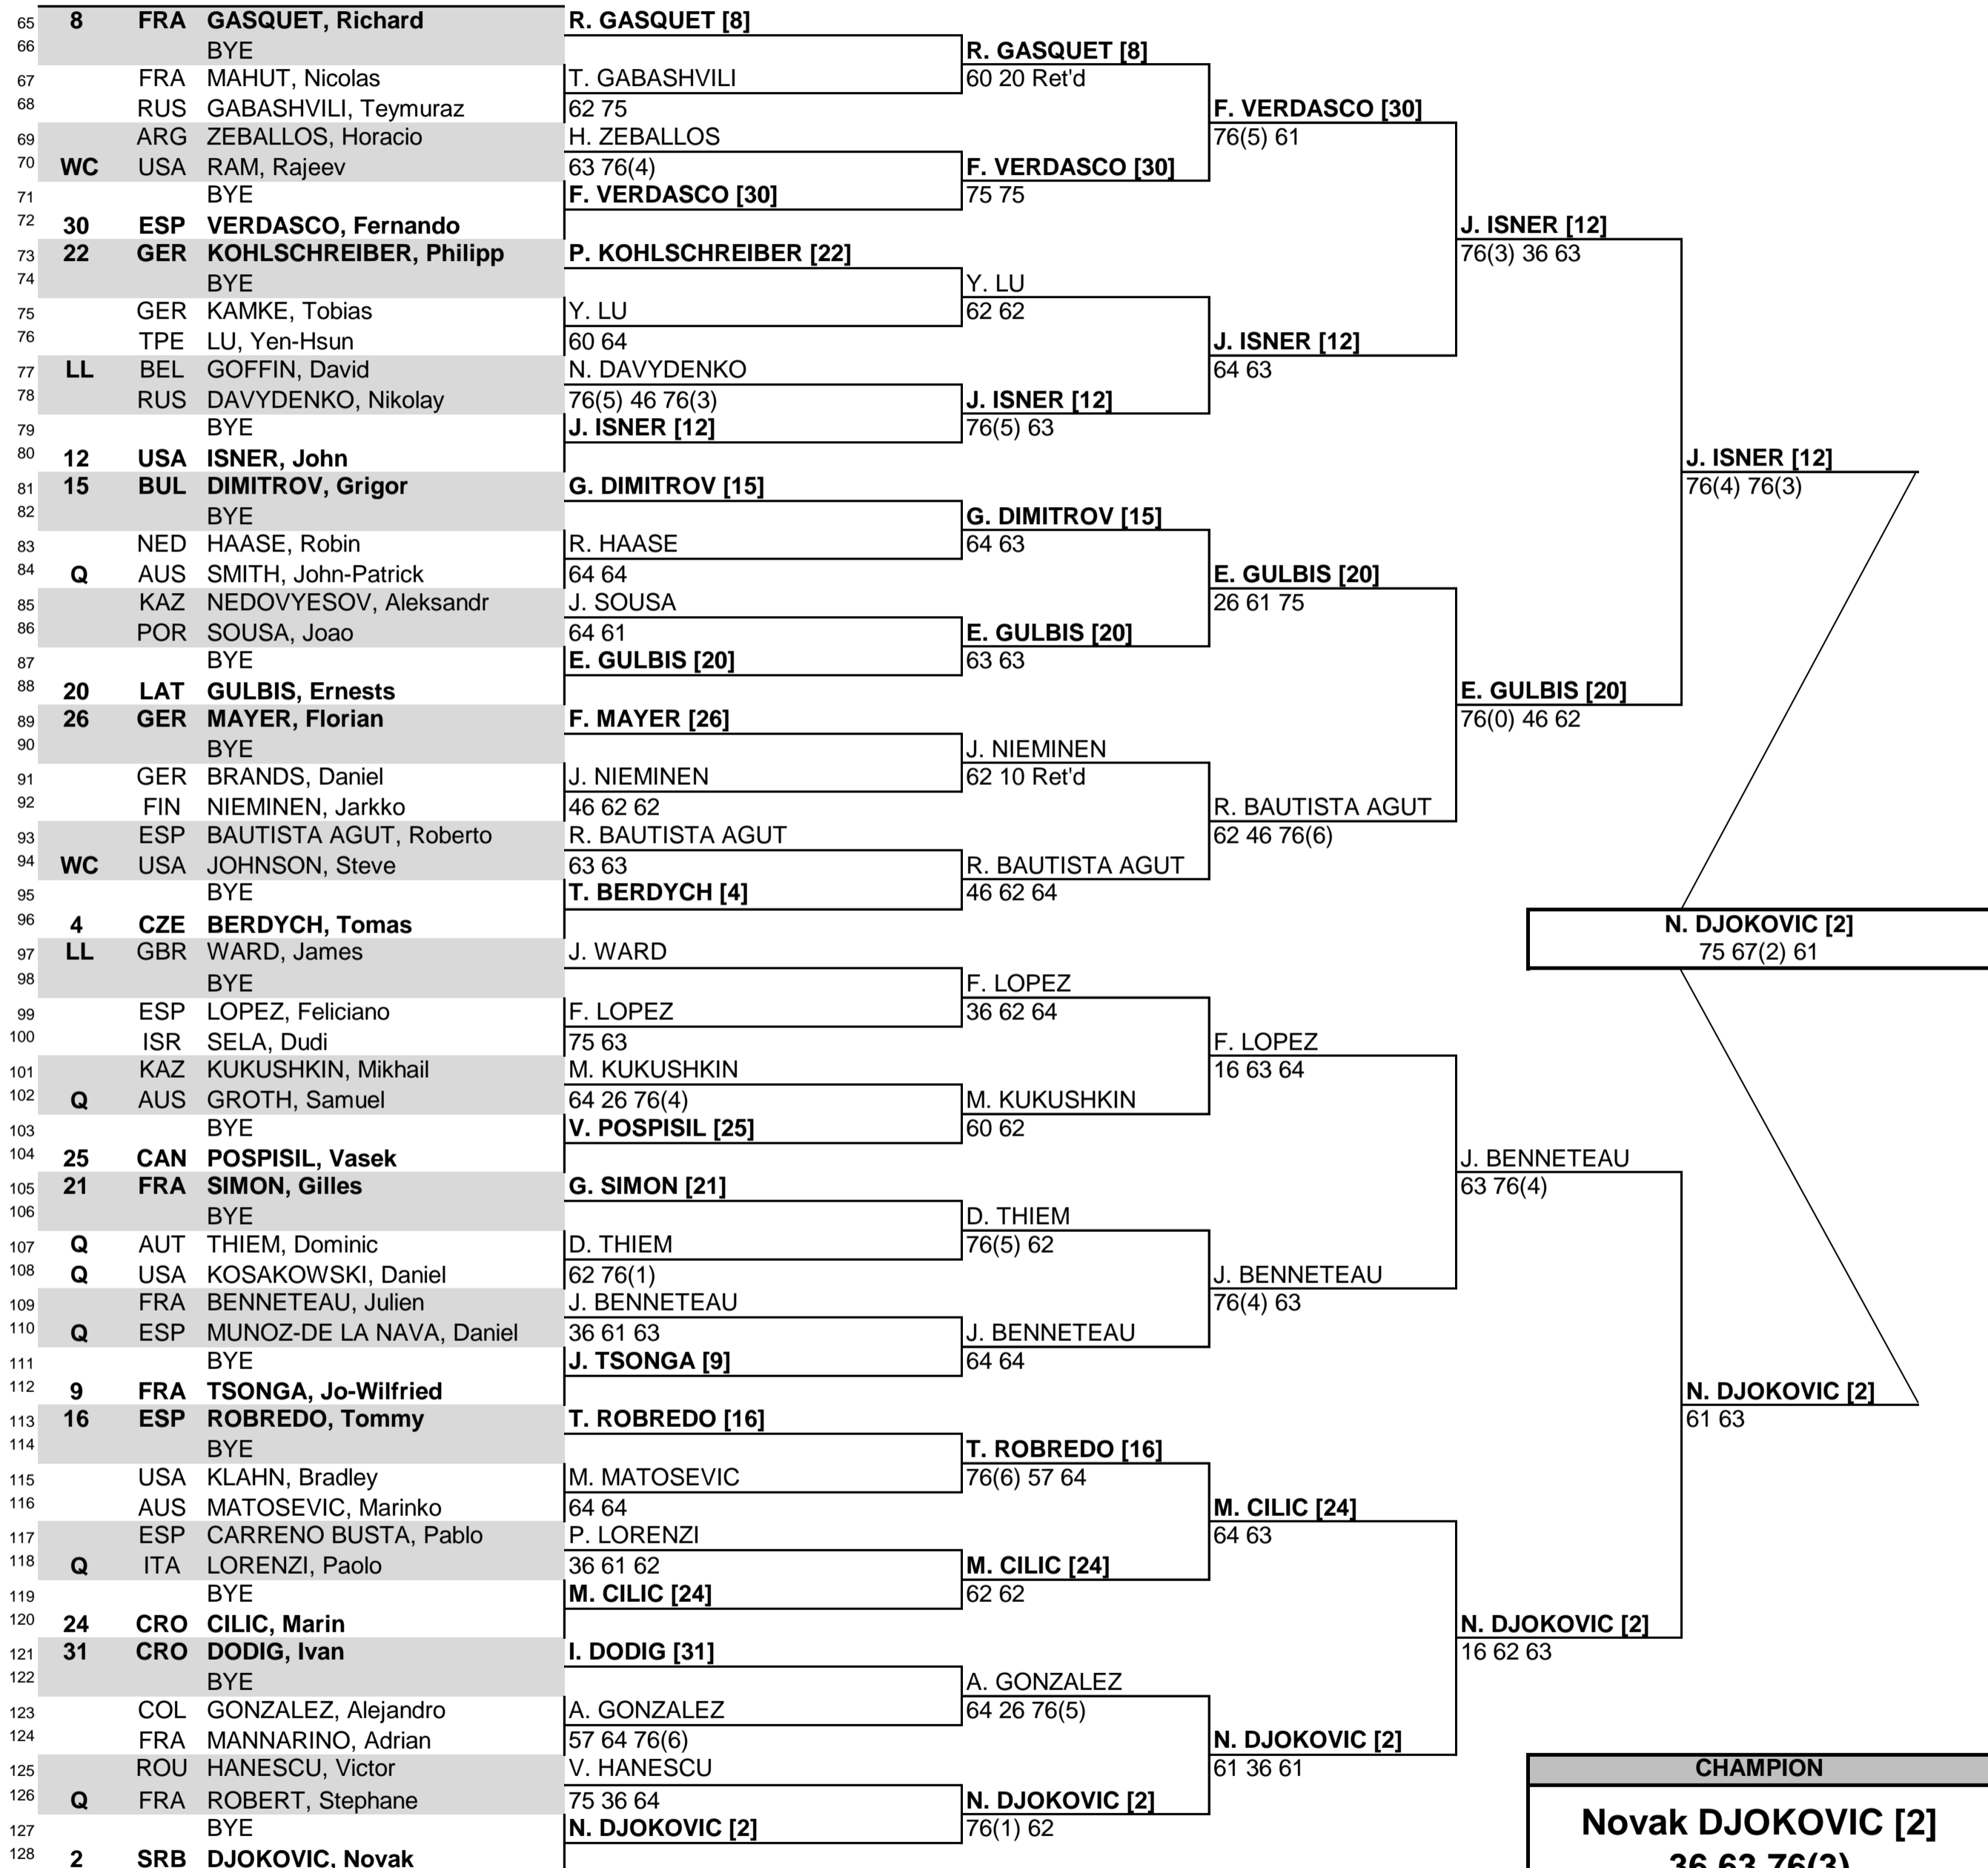 65 8 FRA GASQUET, Richard R. GASQUET [8]
66 BYE R. GASQUET [8]
67 FRA MAHUT, Nicolas T. GABASHVILI 60 20 Ret'd
68 RUS GABASHVILI, Teymuraz 62 75 F. VERDASCO [30]
69 ARG ZEBALLOS, Horacio H. ZEBALLOS 76(5) 61
70 WC USA RAM, Rajeev 63 76(4) F. VERDASCO [30]
71 BYE F. VERDASCO [30] 75 75
72 30 ESP VERDASCO, Fernando J. ISNER [12]
73 22 GER KOHLSCHREIBER, Philipp P. KOHLSCHREIBER [22] 76(3) 36 63
74 BYE Y. LU
75 GER KAMKE, Tobias Y. LU 62 62
76 TPE LU, Yen-Hsun 60 64 J. ISNER [12]
77 LL BEL GOFFIN, David N. DAVYDENKO 64 63
78 RUS DAVYDENKO, Nikolay 76(5) 46 76(3) J. ISNER [12]
79 BYE J. ISNER [12] 76(5) 63
80 12 USA ISNER, John J. ISNER [12]
81 15 BUL DIMITROV, Grigor G. DIMITROV [15] 76(4) 76(3)
82 BYE G. DIMITROV [15]
83 NED HAASE, Robin R. HAASE 64 63
84 Q AUS SMITH, John-Patrick 64 64 E. GULBIS [20]
85 KAZ NEDOVYESOV, Aleksandr J. SOUSA 26 61 75
86 POR SOUSA, Joao 64 61 E. GULBIS [20]
87 BYE E. GULBIS [20] 63 63
88 20 LAT GULBIS, Ernests E. GULBIS [20]
89 26 GER MAYER, Florian F. MAYER [26] 76(0) 46 62
90 BYE J. NIEMINEN
91 GER BRANDS, Daniel J. NIEMINEN 62 10 Ret'd
92 FIN NIEMINEN, Jarkko 46 62 62 R. BAUTISTA AGUT
93 ESP BAUTISTA AGUT, Roberto R. BAUTISTA AGUT 62 46 76(6)
94 WC USA JOHNSON, Steve 63 63 R. BAUTISTA AGUT
95 BYE T. BERDYCH [4] 46 62 64
96 4 CZE BERDYCH, Tomas N. DJOKOVIC [2]
97 LL GBR WARD, James J. WARD 75 67(2) 61
98 BYE F. LOPEZ
99 ESP LOPEZ, Feliciano F. LOPEZ 36 62 64
100 ISR SELA, Dudi 75 63 F. LOPEZ
101 KAZ KUKUSHKIN, Mikhail M. KUKUSHKIN 16 63 64
102 Q AUS GROTH, Samuel 64 26 76(4) M. KUKUSHKIN
103 BYE V. POSPISIL [25] 60 62
104 25 CAN POSPISIL, Vasek J. BENNETEAU
105 21 FRA SIMON, Gilles G. SIMON [21] 63 76(4)
106 BYE D. THIEM
107 Q AUT THIEM, Dominic D. THIEM 76(5) 62
108 Q USA KOSAKOWSKI, Daniel 62 76(1) J. BENNETEAU
109 FRA BENNETEAU, Julien J. BENNETEAU 76(4) 63
110 Q ESP MUNOZ-DE LA NAVA, Daniel 36 61 63 J. BENNETEAU
111 BYE J. TSONGA [9] 64 64
112 9 FRA TSONGA, Jo-Wilfried N. DJOKOVIC [2]
113 16 ESP ROBREDO, Tommy T. ROBREDO [16] 61 63
114 BYE T. ROBREDO [16]
115 USA KLAHN, Bradley M. MATOSEVIC 76(6) 57 64
116 AUS MATOSEVIC, Marinko 64 64 M. CILIC [24]
117 ESP CARRENO BUSTA, Pablo P. LORENZI 64 63
118 Q ITA LORENZI, Paolo 36 61 62 M. CILIC [24]
119 BYE M. CILIC [24] 62 62
120 24 CRO CILIC, Marin N. DJOKOVIC [2]
121 31 CRO DODIG, Ivan I. DODIG [31] 16 62 63
122 BYE A. GONZALEZ
123 COL GONZALEZ, Alejandro A. GONZALEZ 64 26 76(5)
124 FRA MANNARINO, Adrian 57 64 76(6) N. DJOKOVIC [2]
125 ROU HANESCU, Victor V. HANESCU 61 36 61 CHAMPION
126 Q FRA ROBERT, Stephane 75 36 64 N. DJOKOVIC [2]
127 BYE N. DJOKOVIC [2] 76(1) 62 Novak DJOKOVIC [2]
128 2 SRB DJOKOVIC, Novak 36 63 76(3)